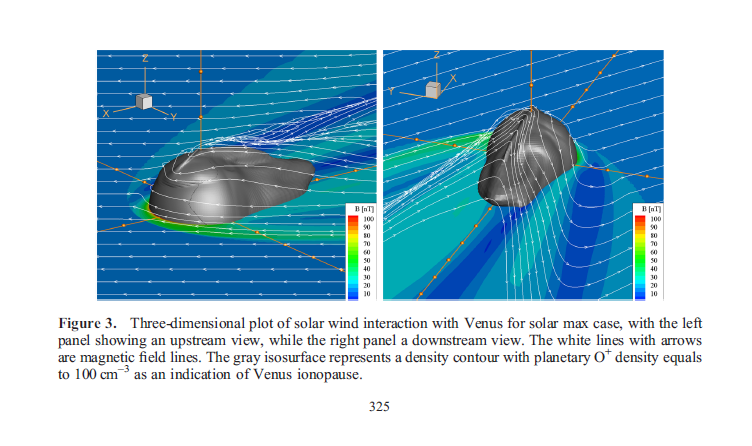 Z
X
Y
B [nT]
100
90
80
70
60
50
40
30
20
10
Z
X
Y
B [nT]
100
90
80
70
60
50
40
30
20
10
Figure 3. Three-dimensional plot of solar wind interaction with Venus for solar max case, with the left
panel showing an upstream view, while the right panel a downstream view. The white lines with arrows
are magnetic field lines. The gray isosurface represents a density contour with planetary O⁺ density equals
to 100 cm⁻³ as an indication of Venus ionopause.
325